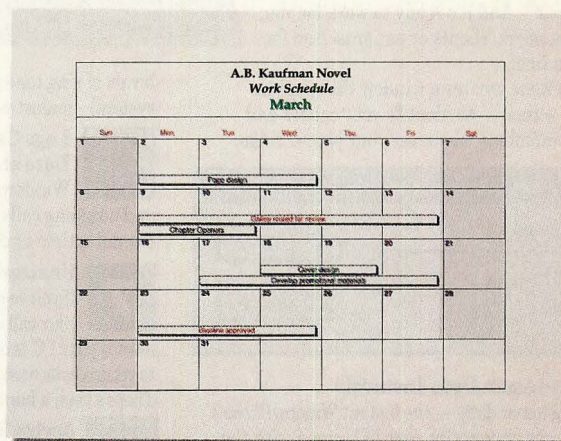 A.B. Kaufman Novel
Work Schedule
March
Sun Mon Tue Wed Thu Fri Sat
1 2 3 4 5 6 7
Page design
8 9 10 11 12 13 14
Galley routed for review
Chapter Openers
15 16 17 18 19 20 21
Cover design
Develop promotional materials
22 23 24 25 26 27 28
Blueline approved
29 30 31